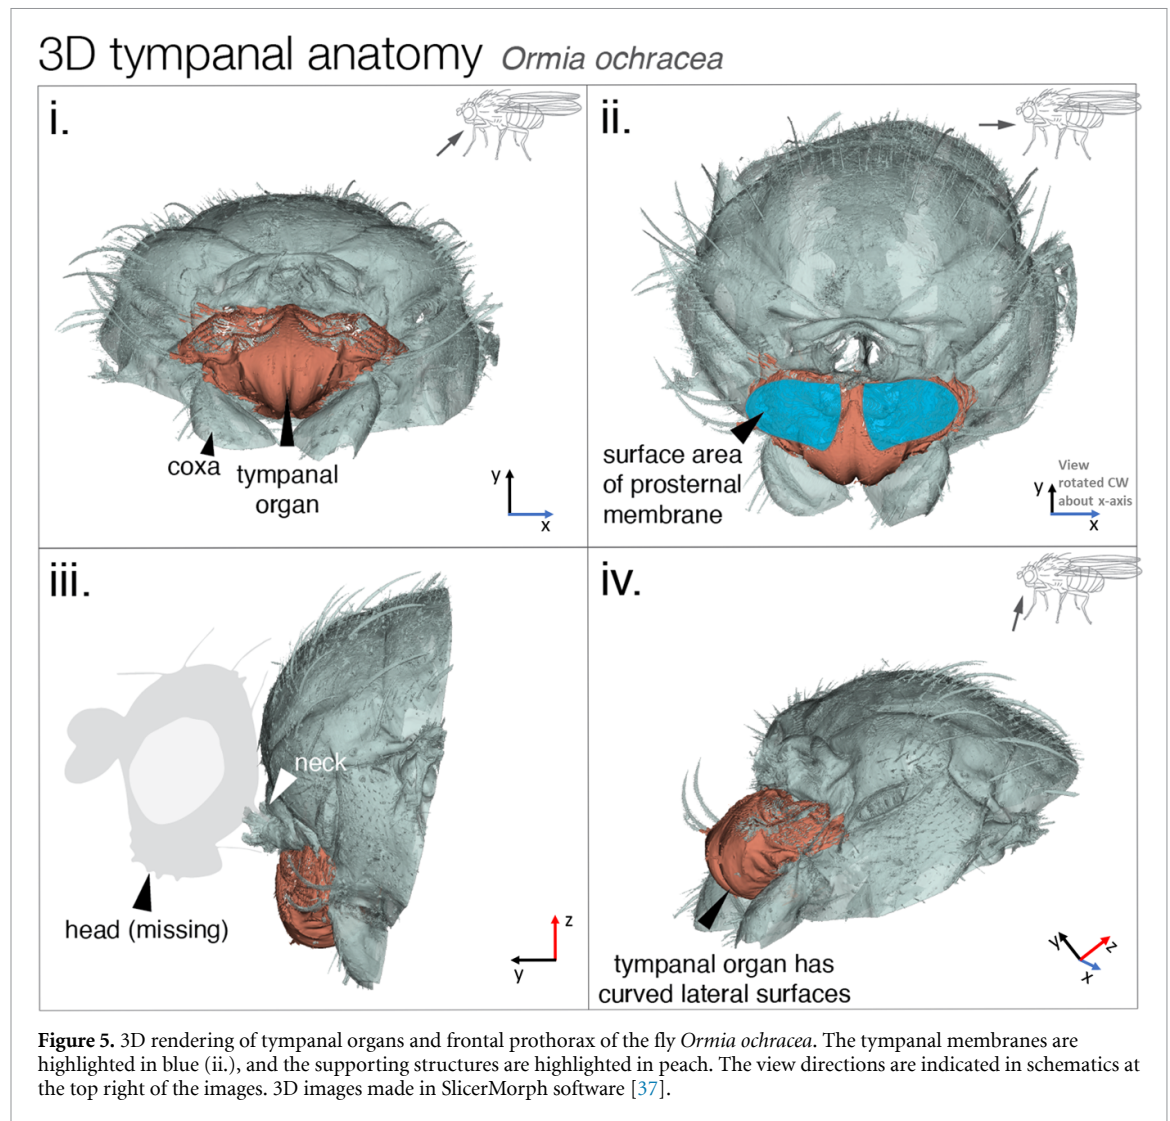 3D tympanal anatomy Ormia ochracea
i.
coxa
tympanal
organ
y
x
ii.
surface area
of prosternal
membrane
View
rotated CW
about x-axis
y
x
iii.
neck
head (missing)
z
y
iv.
tympanal organ has
curved lateral surfaces
y
z
x
Figure 5. 3D rendering of tympanal organs and frontal prothorax of the fly Ormia ochracea. The tympanal membranes are
highlighted in blue (ii.), and the supporting structures are highlighted in peach. The view directions are indicated in schematics at
the top right of the images. 3D images made in SlicerMorph software [37].